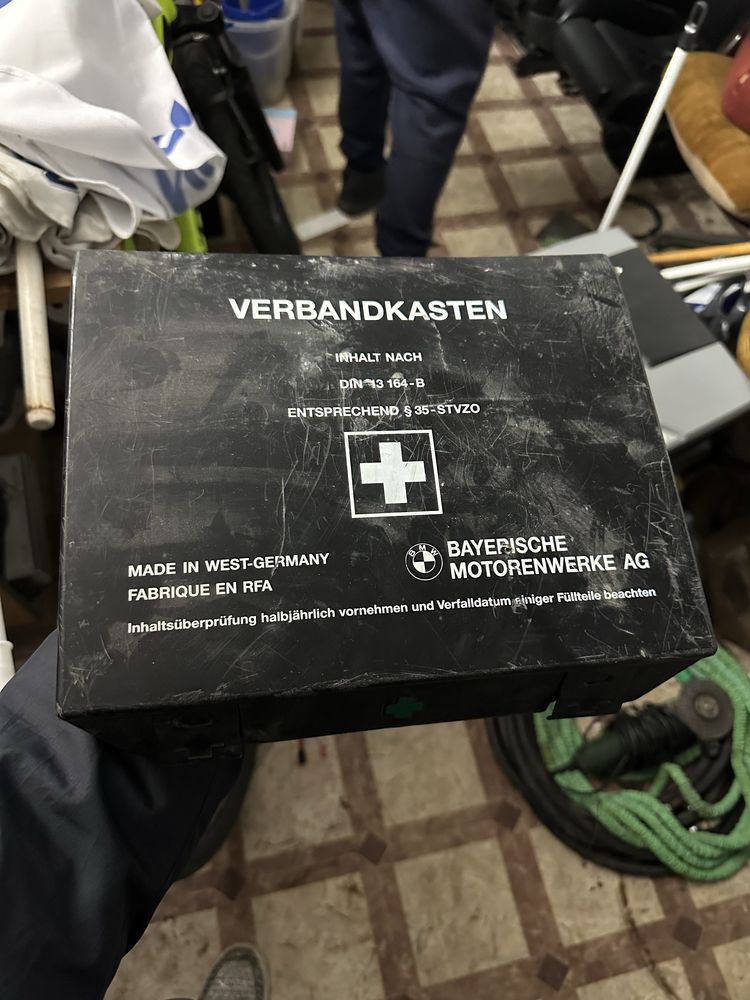 VERBANDKASTEN
INHALT NACH
DIN 13 164-B
ENTSPRECHEND § 35-STVZO
MADE IN WEST-GERMANY
FABRIQUE EN RFA
BMW
BAYERISCHE
MOTORENWERKE AG
Inhaltsüberprüfung halbjährlich vornehmen und Verfalldatum einiger Füllteile beachten